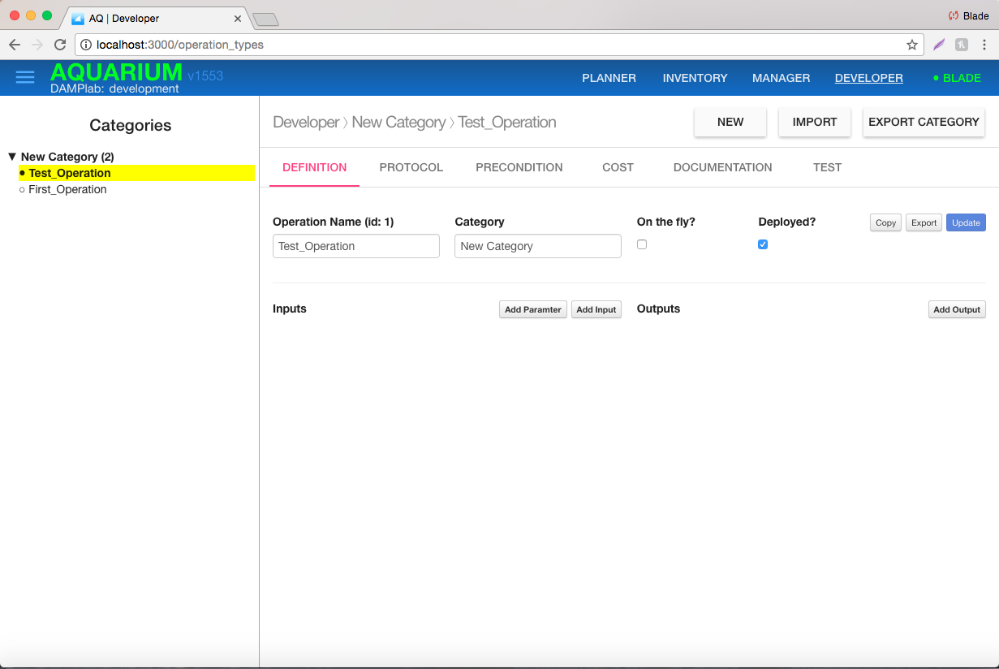 AQ | Developer
Blade
localhost:3000/operation_types
AQUARIUM v1553
DAMPlab: development
PLANNER INVENTORY MANAGER DEVELOPER BLADE
Categories
New Category (2)
Test_Operation
First_Operation
Developer 〉New Category 〉Test_Operation
NEW IMPORT EXPORT CATEGORY
DEFINITION PROTOCOL PRECONDITION COST DOCUMENTATION TEST
Operation Name (id: 1) Category On the fly? Deployed? Copy Export Update
Test_Operation New Category
Inputs Add Paramter Add Input Outputs Add Output